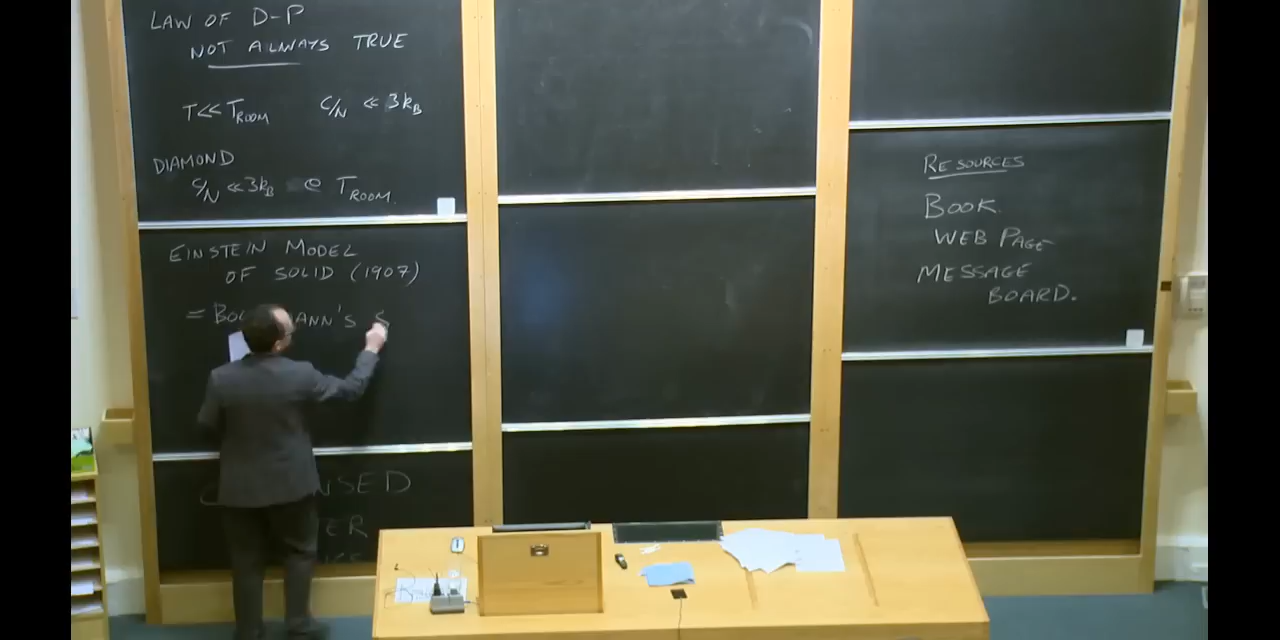 LAW OF D-P
NOT ALWAYS TRUE
T << T_ROOM C/N << 3k_B
DIAMOND
C/N << 3k_B @ T_ROOM.
EINSTEIN MODEL
OF SOLID (1907)
= ANN'S
RESOURCES
BOOK.
WEB PAGE
MESSAGE
BOARD.